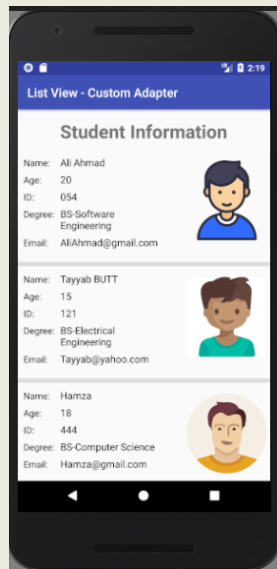 2:19
List View - Custom Adapter
Student Information
Name: Ali Ahmad
Age: 20
ID: 054
Degree: BS-Software
Engineering
Email: AliAhmad@gmail.com
Name: Tayyab BUTT
Age: 15
ID: 121
Degree: BS-Electrical
Engineering
Email: Tayyab@yahoo.com
Name: Hamza
Age: 18
ID: 444
Degree: BS-Computer Science
Email: Hamza@gmail.com